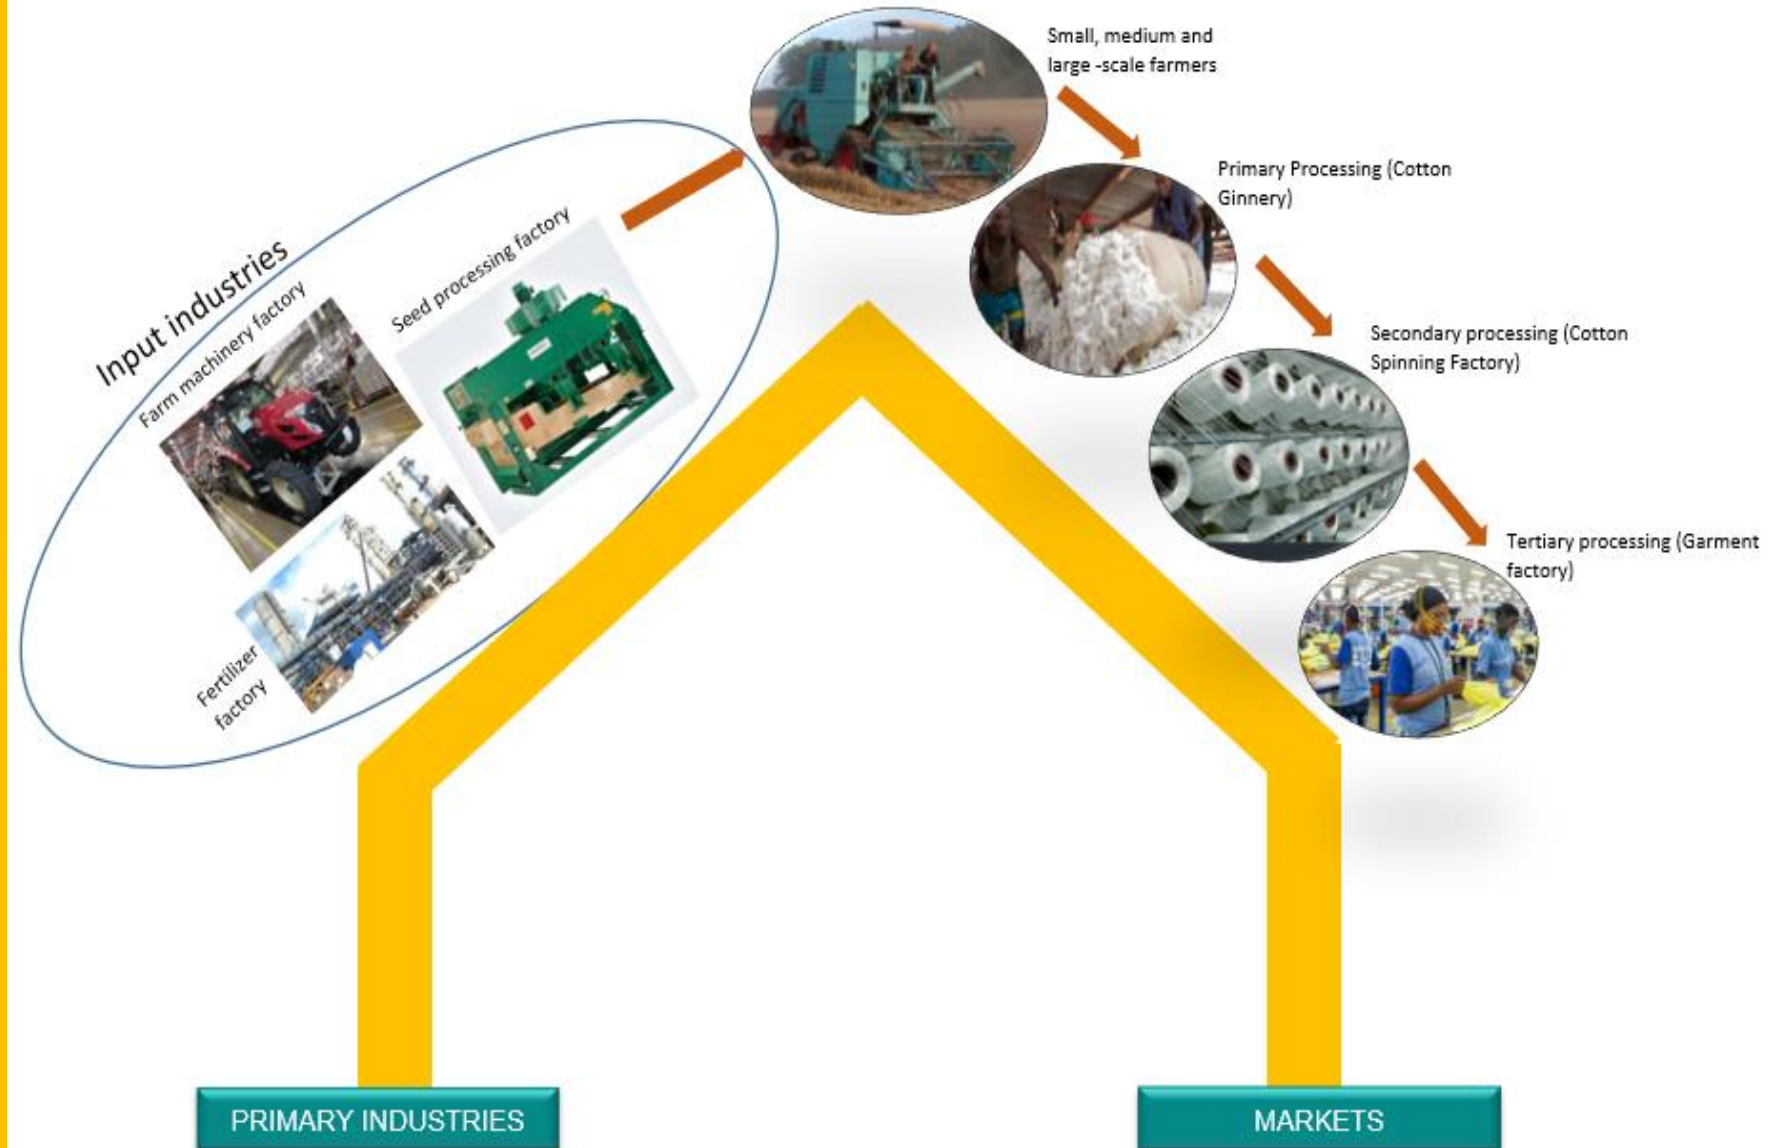 Small, medium and
large -scale farmers
Primary Processing (Cotton
Ginnery)
Secondary processing (Cotton
Spinning Factory)
Tertiary processing (Garment
factory)
Input industries
Farm machinery factory
Seed processing factory
Fertilizer
factory
PRIMARY INDUSTRIES
MARKETS